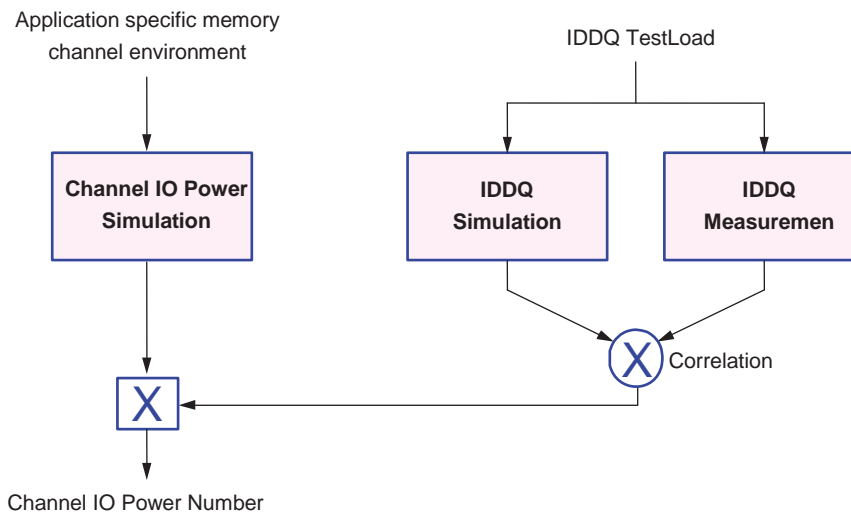 Application specific memory
channel environment
IDDQ TestLoad
Channel IO Power
Simulation
IDDQ
Simulation
IDDQ
Measuremen
X
Correlation
X
Channel IO Power Number